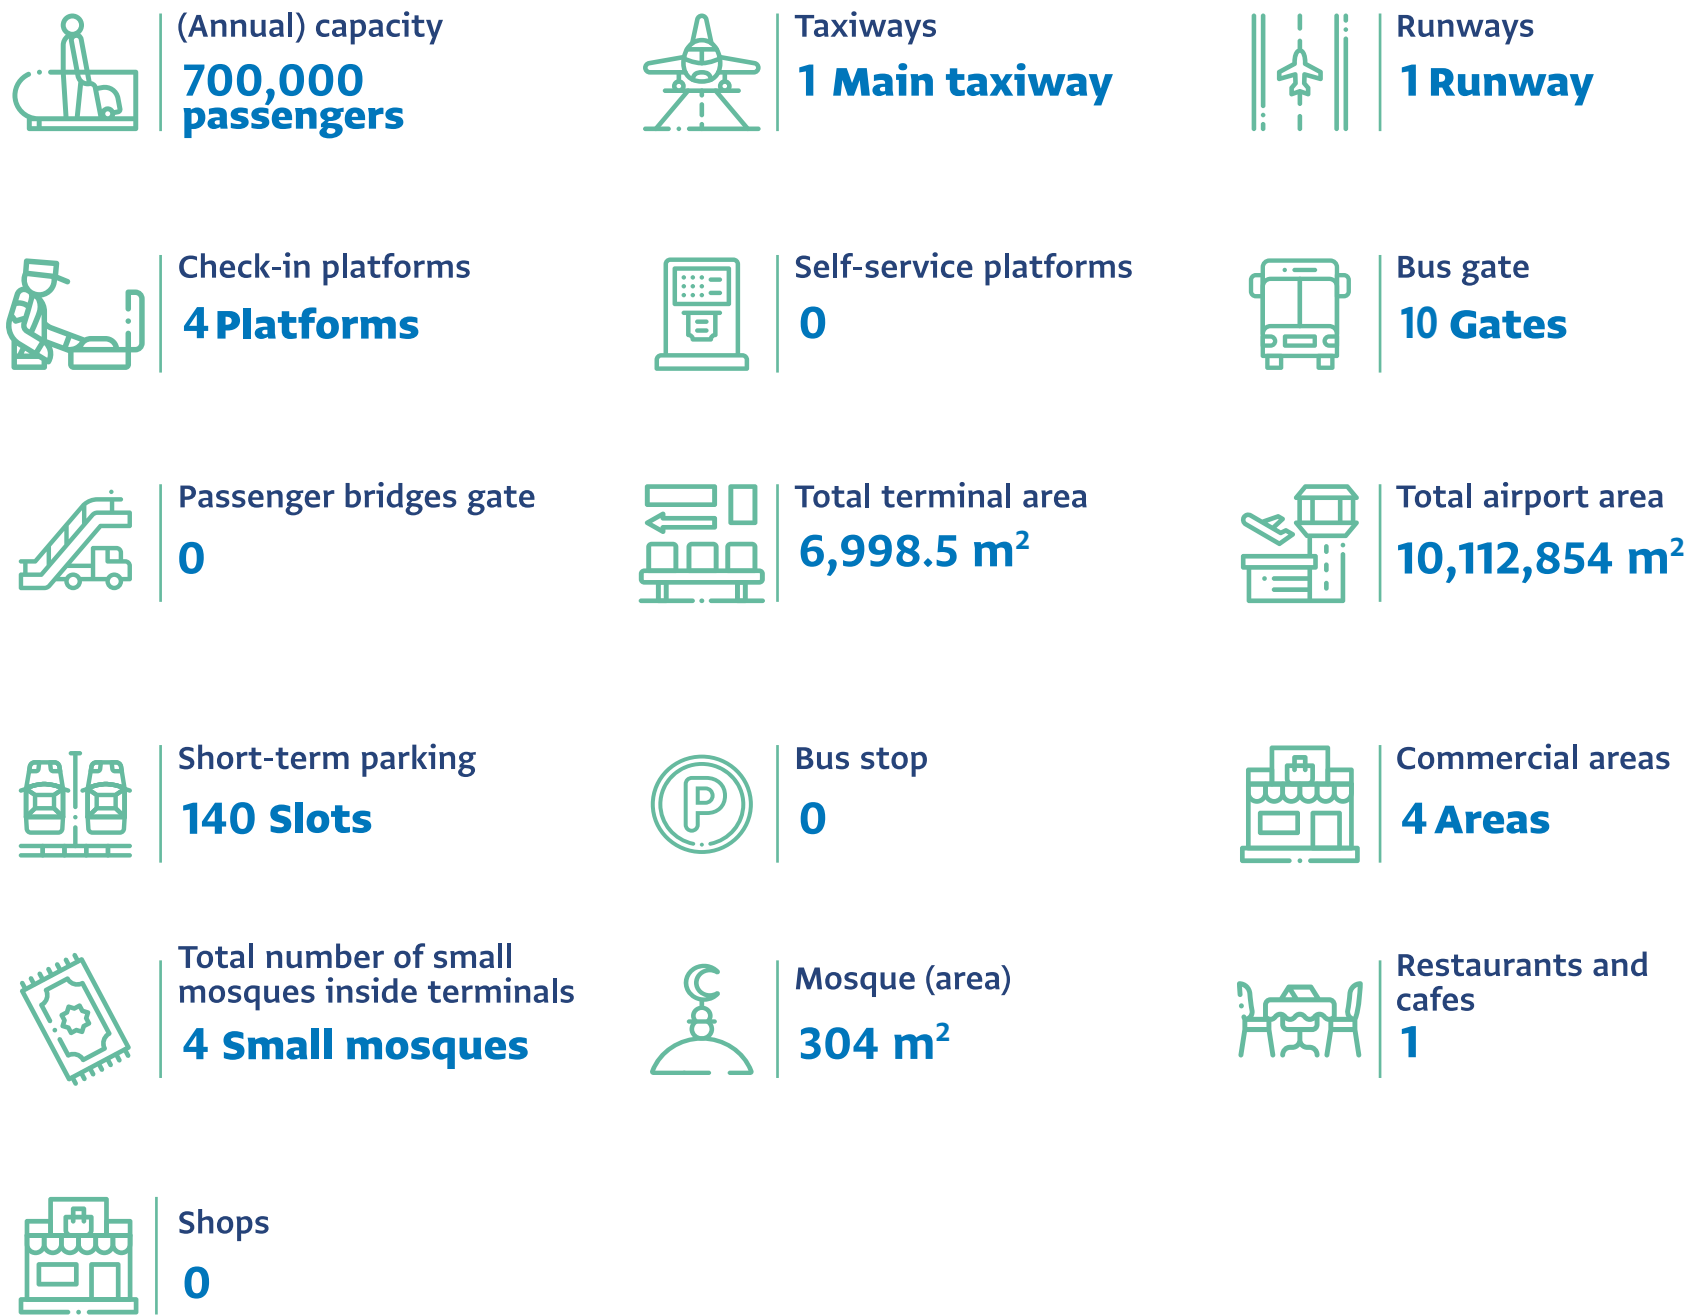 (Annual) capacity
700,000
passengers
Taxiways
1 Main taxiway
Runways
1 Runway
Check-in platforms
4 Platforms
Self-service platforms
0
Bus gate
10 Gates
Passenger bridges gate
0
Total terminal area
6,998.5 m²
Total airport area
10,112,854 m²
Short-term parking
140 Slots
Bus stop
P
0
Commercial areas
4 Areas
Total number of small
mosques inside terminals
4 Small mosques
Mosque (area)
304 m²
Restaurants and
cafes
1
Shops
0